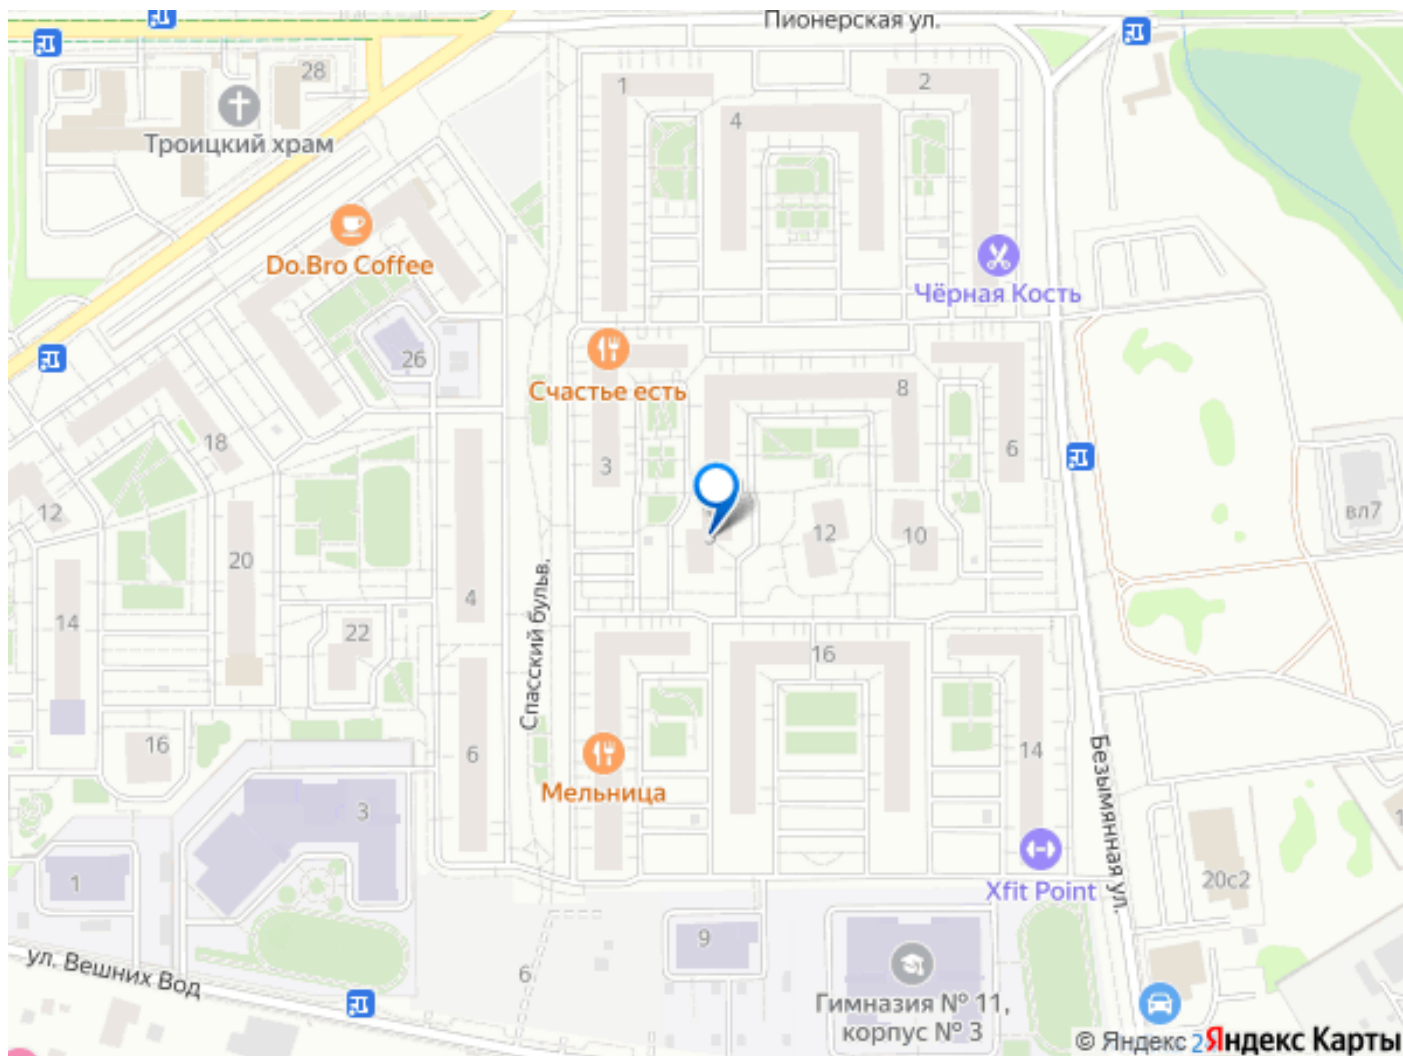 Пионерская ул.
28
1
2
4
Троицкий храм
Do.Bro Coffee
Чёрная Кость
26
Счастье есть
8
18
3
6
12
вл7
12
10
20
4
14
22
Спасский бульв.
16
16
6
14
Безымянная ул.
Мельница
3
1
20с2
Xfit Point
9
ул. Вешних Вод
6
Гимназия № 11,
корпус № 3
© Яндекс 2
Яндекс Карты